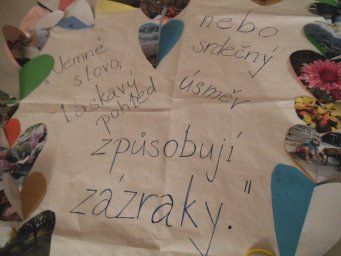 "Jemné
slovo,
laskavý
pohled
nebo
srdečný
úsměv
způsobují
zázraky."